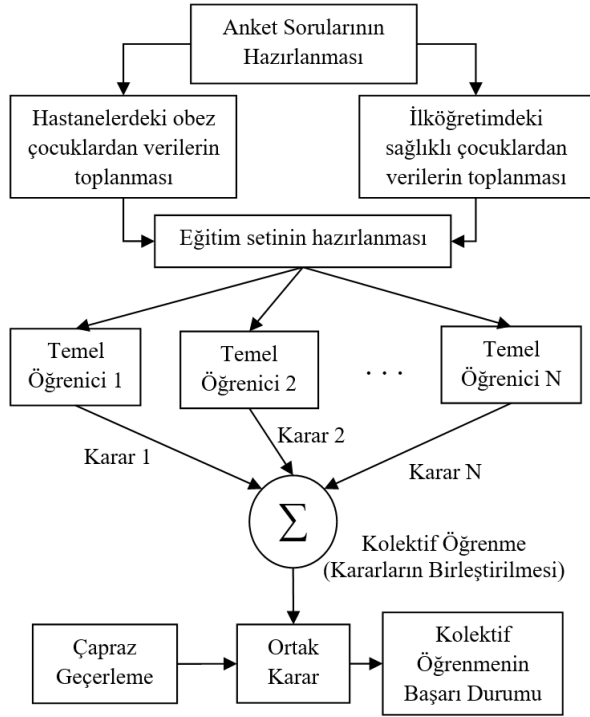 Anket Sorularının
Hazırlanması
Hastanelerdeki obez
çocuklardan verilerin
toplanması
İlköğretimdeki
sağlıklı çocuklardan
verilerin toplanması
Eğitim setinin hazırlanması
Temel
Öğrenici 1
Temel
Öğrenici 2
. . .
Temel
Öğrenici N
Karar 1
Karar 2
Karar N
Σ
Kolektif Öğrenme
(Kararların Birleştirilmesi)
Çapraz
Geçerleme
Ortak
Karar
Kolektif
Öğrenmenin
Başarı Durumu